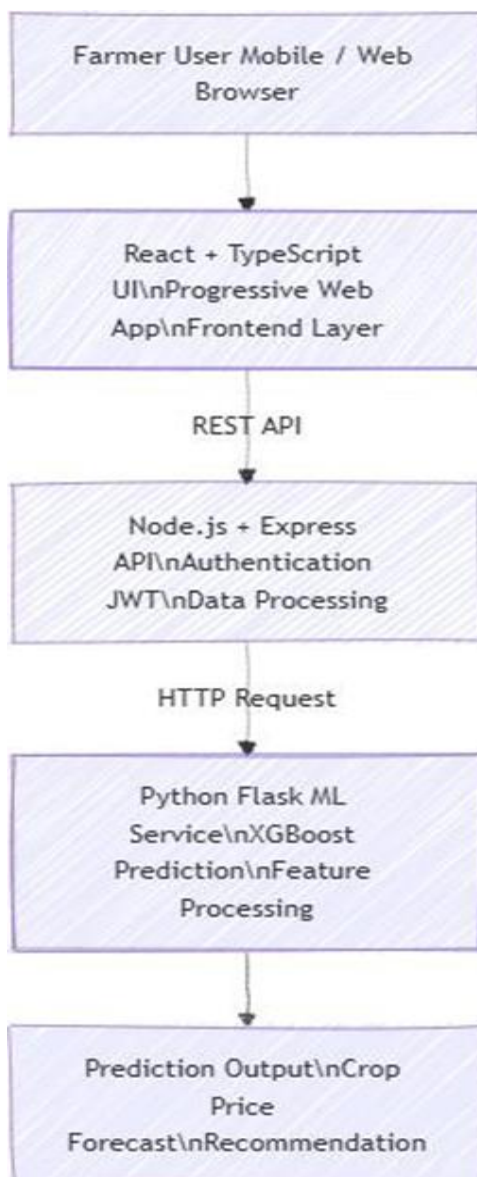 Farmer User Mobile / Web
Browser
React + TypeScript
UI\nProgressive Web
App\nFrontend Layer
REST API
Node.js + Express
API\nAuthentication
JWT\nData Processing
HTTP Request
Python Flask ML
Service\nXGBoost
Prediction\nFeature
Processing
Prediction Output\nCrop
Price
Forecast\nRecommendation